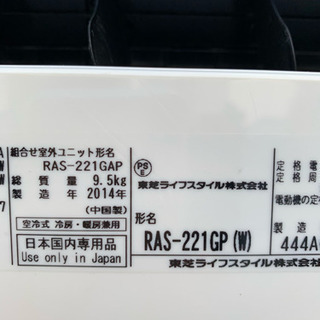 組合せ室外ユニット形名
RAS-221GAP
総質量 9.5kg
製造年 2014年
(中国製)
空冷式 冷房・暖房兼用
日本国内専用品
Use only in Japan
PS
E
東芝ライフスタイル株式会社
形名
RAS-221GP(W)
東芝ライフスタイル株式会社
定格電
定格周
電動機の定
製造
444A